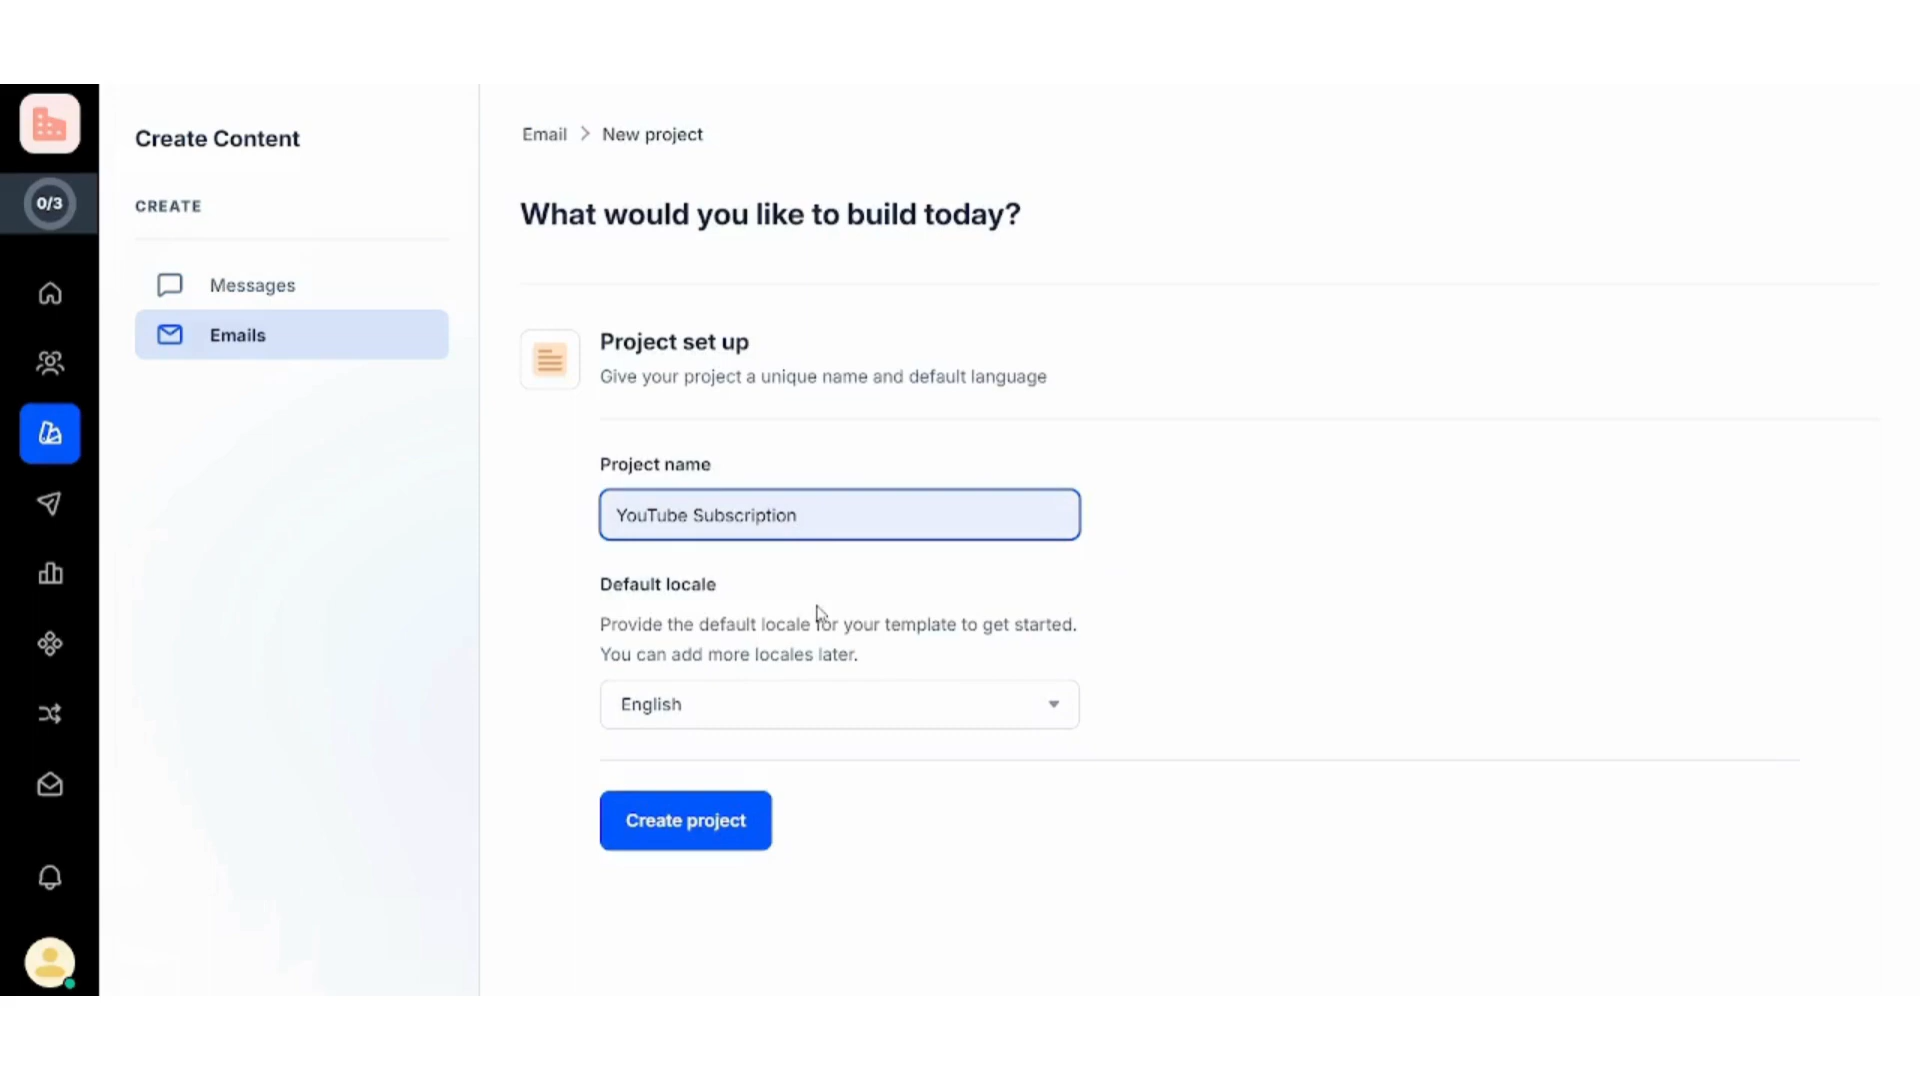 Create Content
0/3
CREATE
Messages
Emails
Email > New project
What would you like to build today?
Project set up
Give your project a unique name and default language
Project name
YouTube Subscription
Default locale
Provide the default locale for your template to get started.
You can add more locales later.
English
Create project